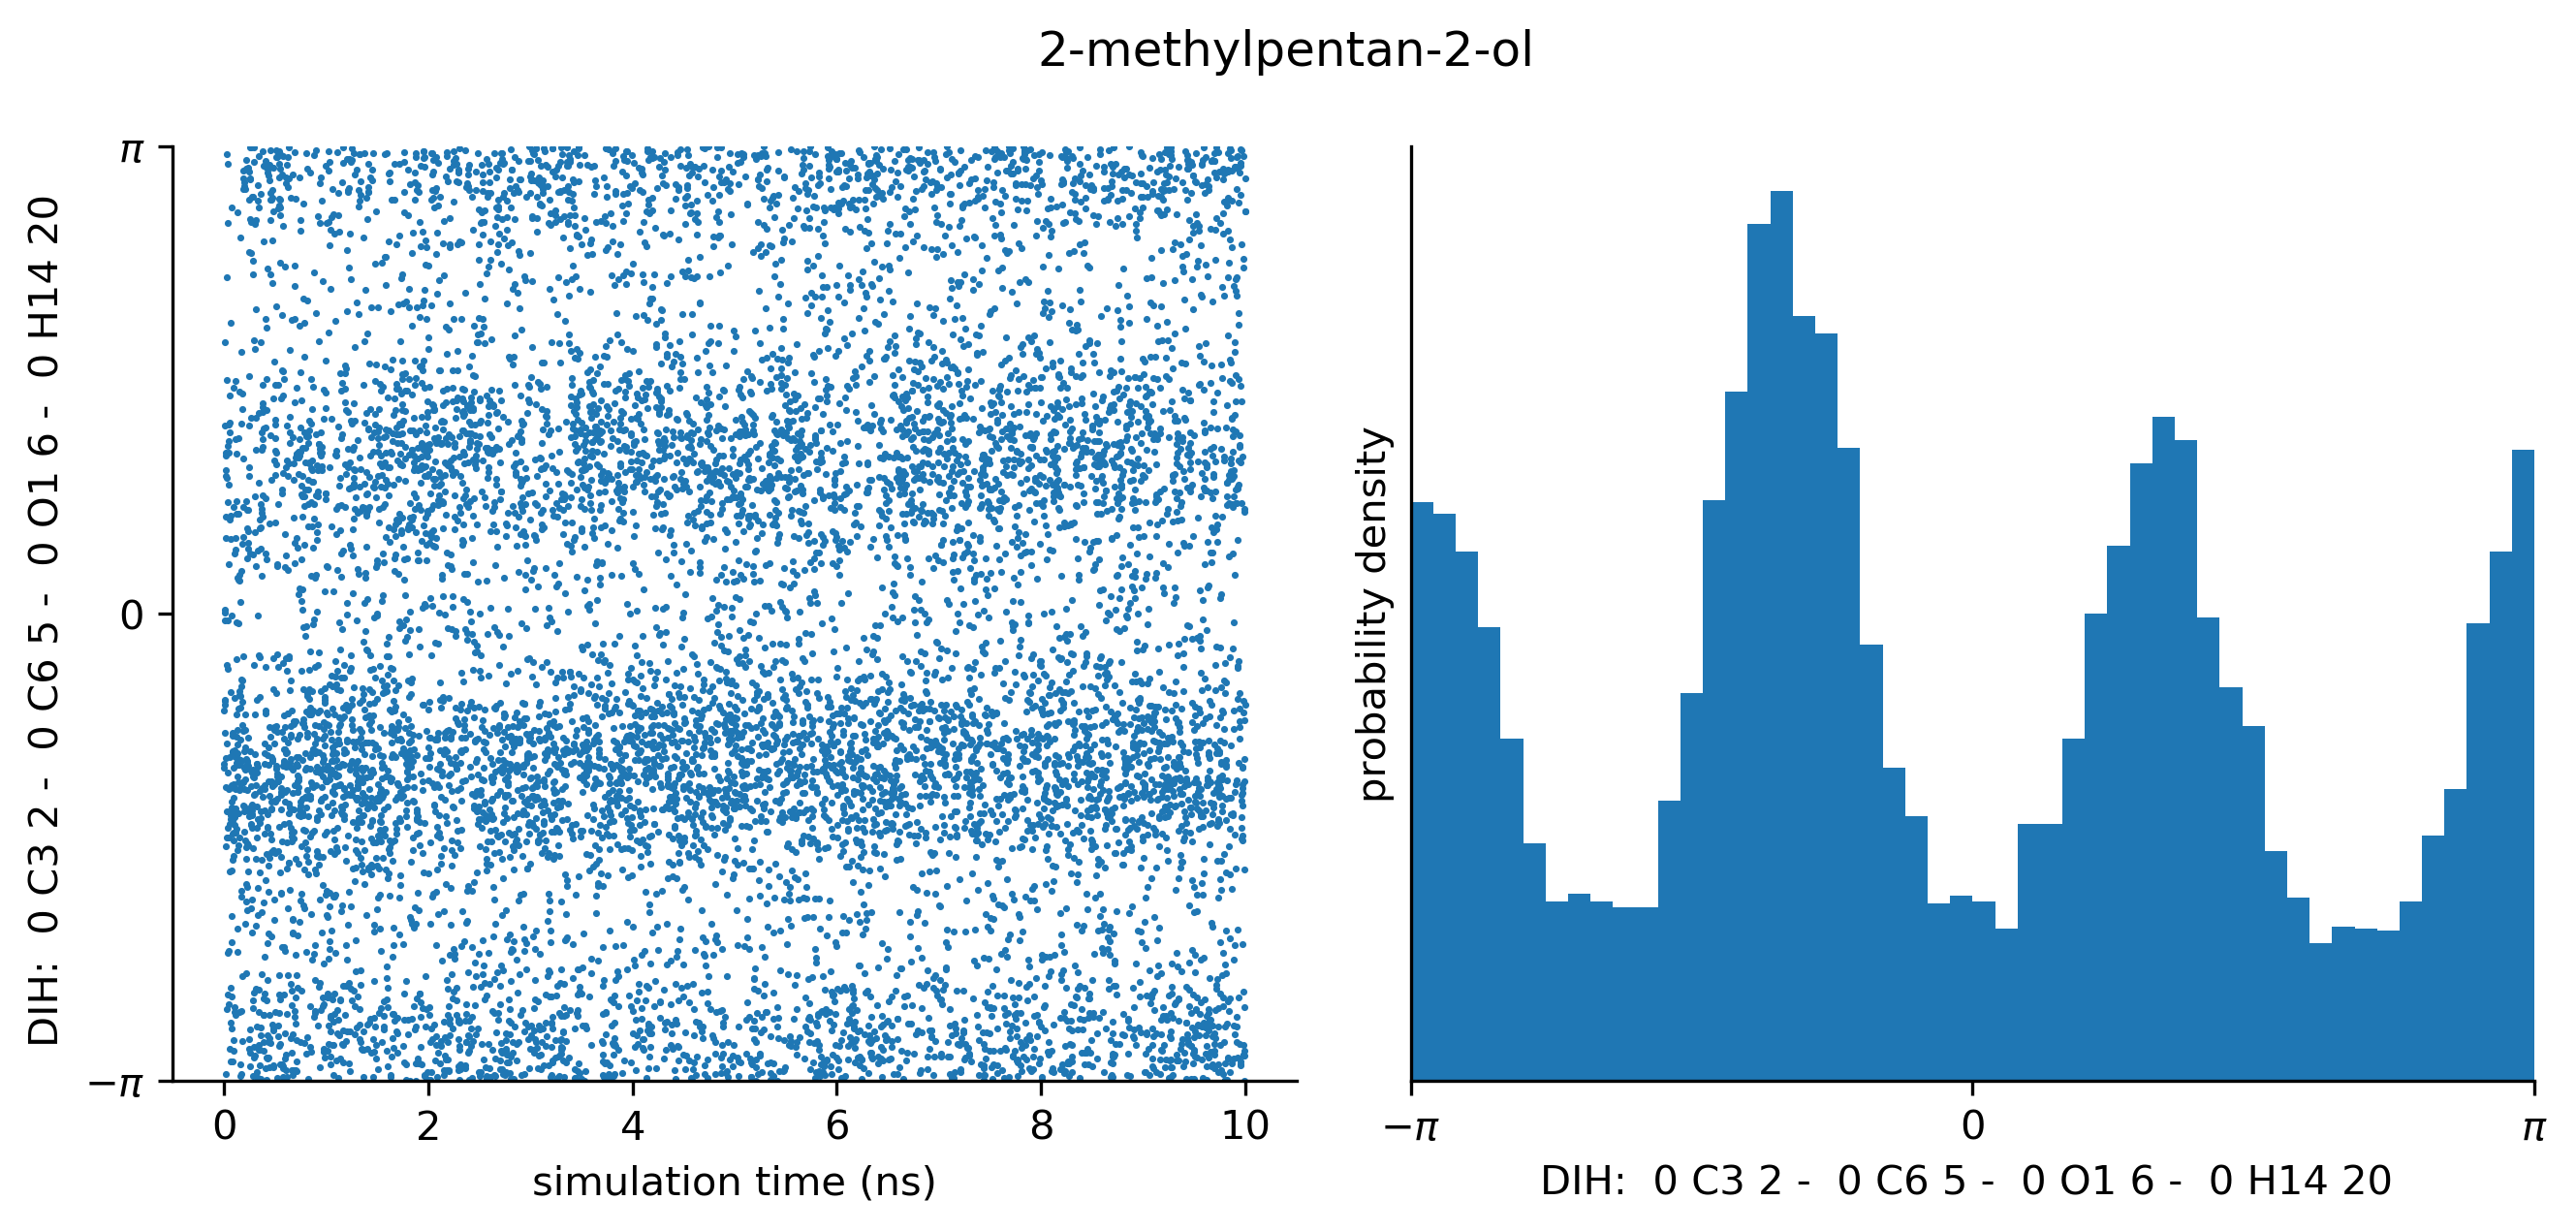 2-methylpentan-2-ol
π
0
−π
DIH:  0 C3 2 -  0 C6 5 -  0 O1 6 -  0 H14 20
0 2 4 6 8 10
simulation time (ns)
probability density
−π 0 π
DIH:  0 C3 2 -  0 C6 5 -  0 O1 6 -  0 H14 20